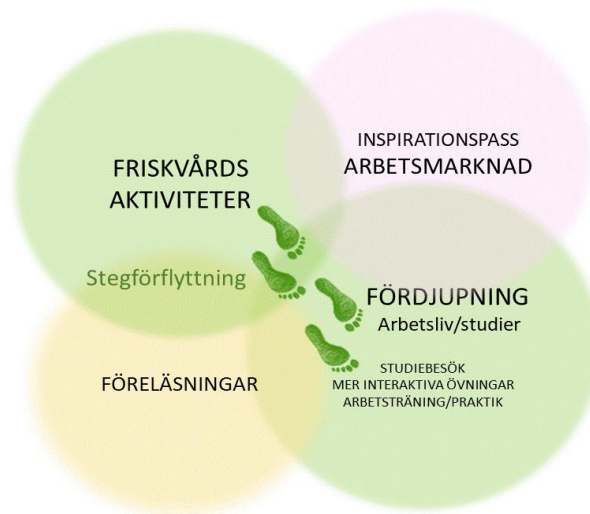 FRISKVÅRDS
AKTIVITETER
INSPIRATIONSPASS
ARBETSMARKNAD
Stegförflyttning
FÖRDJUPNING
Arbetsliv/studier
FÖRELÄSNINGAR
STUDIEBESÖK
MER INTERAKTIVA ÖVNINGAR
ARBETSTRÄNING/PRAKTIK